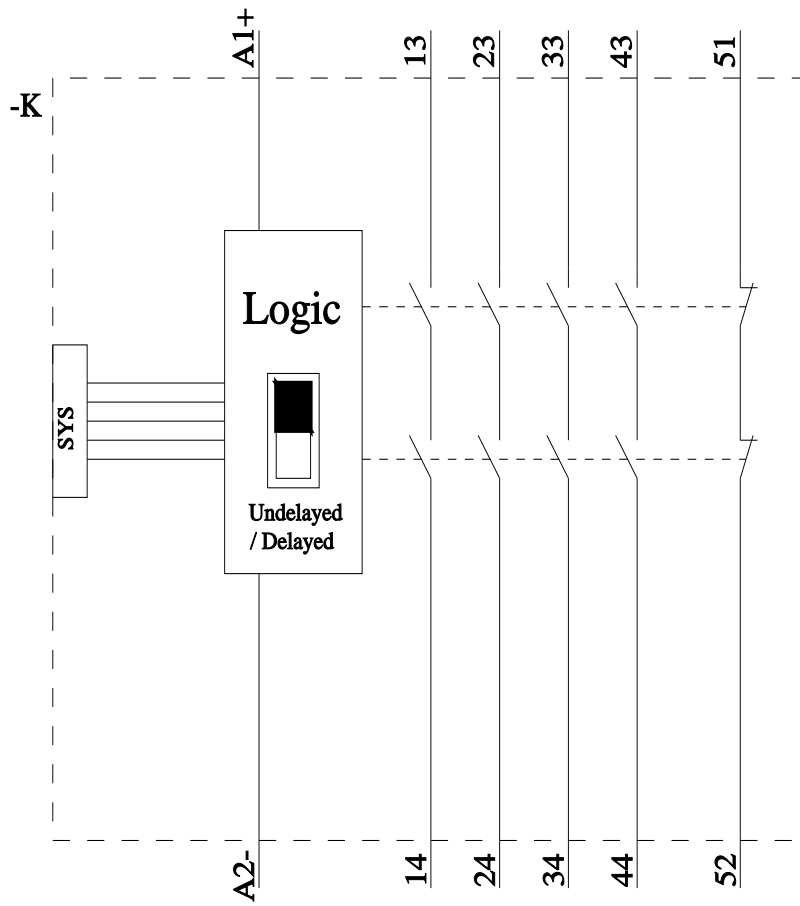 A1+
13
23
33
43
51
-K
Logic
SYS
Undelayed
/ Delayed
A2-
14
24
34
44
52